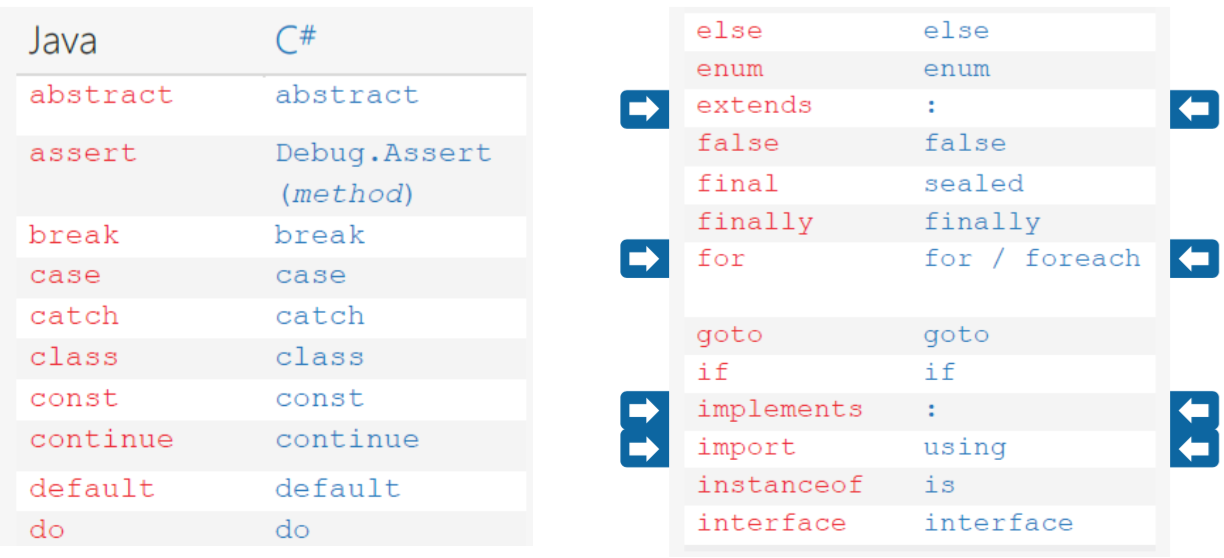 Java C#
abstract abstract
assert Debug.Assert
(method)
break break
case case
catch catch
class class
const const
continue continue
default default
do do
else else
enum enum
extends :
false false
final sealed
finally finally
for for / foreach
goto goto
if if
implements :
import using
instanceof is
interface interface